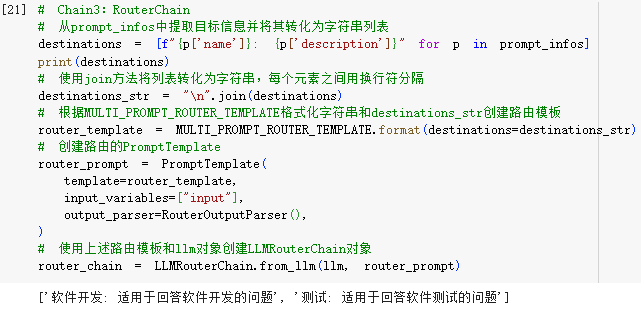 [21] # Chain3：RouterChain
# 从prompt_infos中提取目标信息并将其转化为字符串列表
destinations = [f"{p['name']}: {p['description']}" for p in prompt_infos]
print(destinations)
# 使用join方法将列表转化为字符串，每个元素之间用换行符分隔
destinations_str = "\n".join(destinations)
# 根据MULTI_PROMPT_ROUTER_TEMPLATE格式化字符串和destinations_str创建路由模板
router_template = MULTI_PROMPT_ROUTER_TEMPLATE.format(destinations=destinations_str)
# 创建路由的PromptTemplate
router_prompt = PromptTemplate(
    template=router_template,
    input_variables=["input"],
    output_parser=RouterOutputParser(),
)
# 使用上述路由模板和llm对象创建LLMRouterChain对象
router_chain = LLMRouterChain.from_llm(llm, router_prompt)
['软件开发: 适用于回答软件开发的问题', '测试: 适用于回答软件测试的问题']